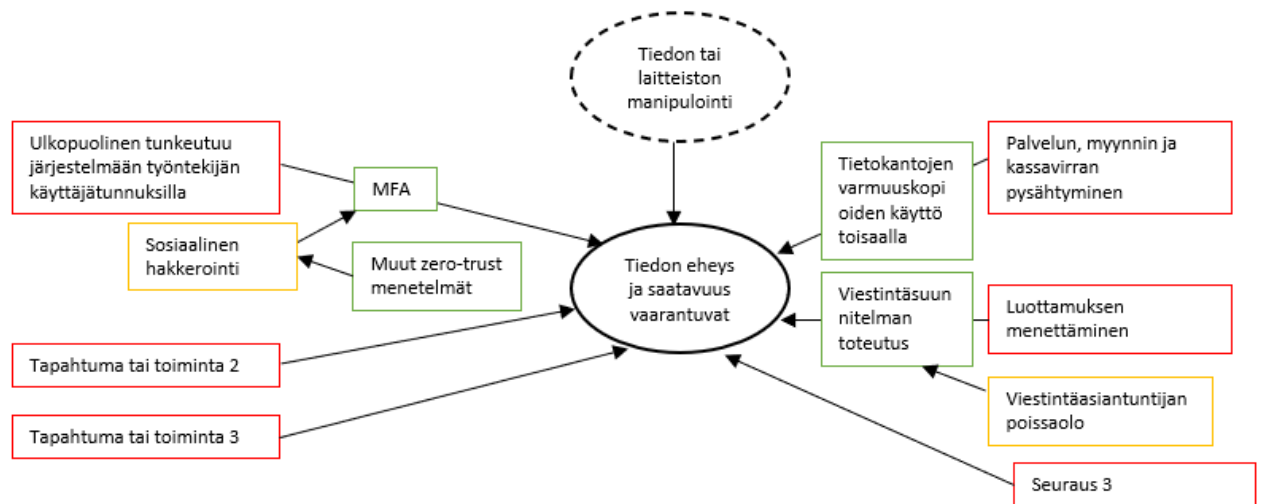 Tiedon tai
laitteiston
manipulointi
Ulkopuolinen tunkeutuu
järjestelmään työntekijän
käyttäjätunnuksilla
MFA
Sosiaalinen
hakkerointi
Muut zero-trust
menetelmät
Tapahtuma tai toiminta 2
Tapahtuma tai toiminta 3
Tiedon eheys
ja saatavuus
vaarantuvat
Tietokantojen
varmuuskopi
oiden käyttö
toisaalla
Palvelun, myynnin ja
kassavirran
pysähtyminen
Viestintäsuun
nitelman
toteutus
Luottamuksen
menettäminen
Viestintäasiantuntijan
poissaolo
Seuraus 3